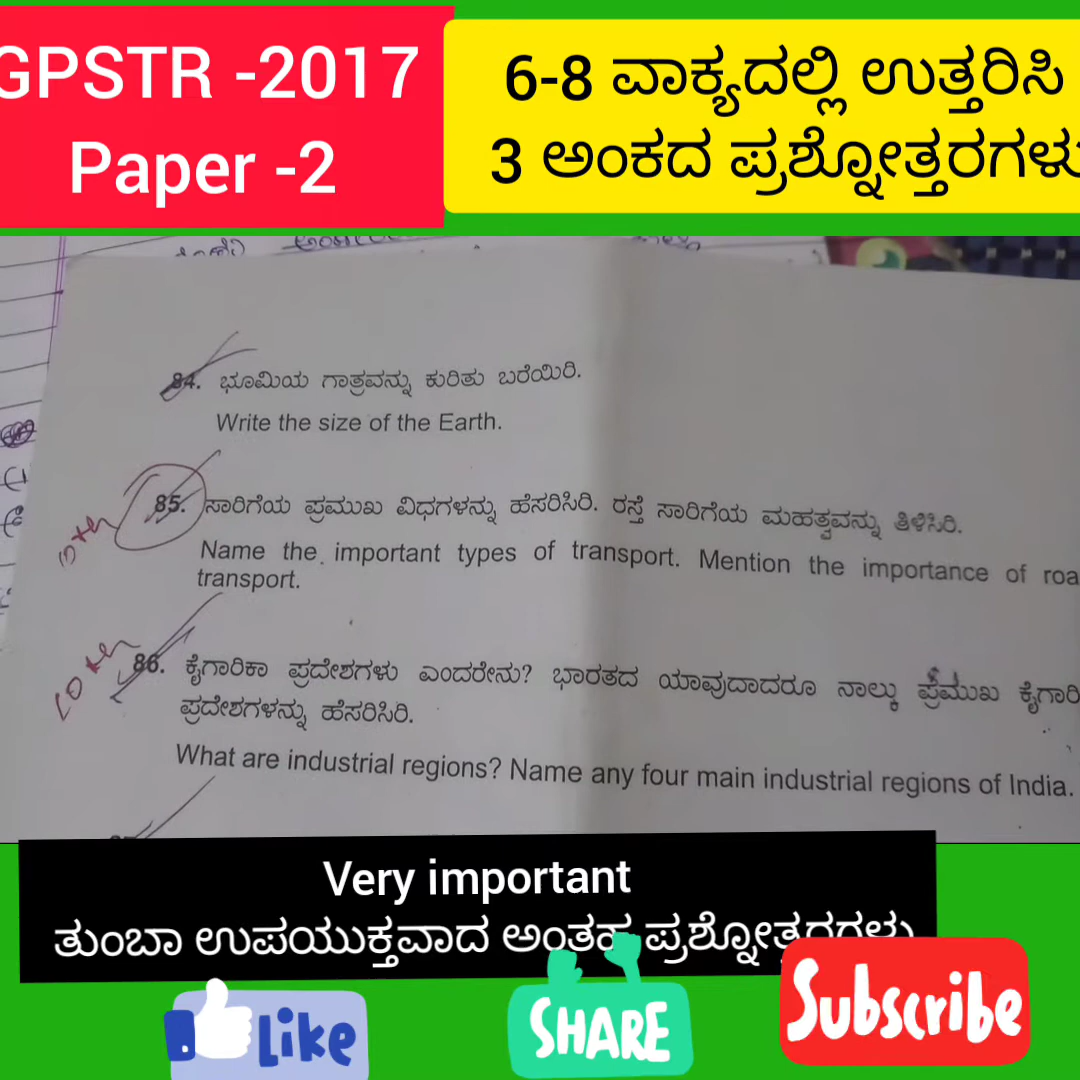 GPSTR -2017
Paper -2
6-8 ವಾಕ್ಯದಲ್ಲಿ ಉತ್ತರಿಸಿ
3 ಅಂಕದ ಪ್ರಶ್ನೋತ್ತರಗಳು
84. ಭೂಮಿಯ ಗಾತ್ರವನ್ನು ಕುರಿತು ಬರೆಯಿರಿ.
Write the size of the Earth.
10th
85. ಸಾರಿಗೆಯ ಪ್ರಮುಖ ವಿಧಗಳನ್ನು ಹೆಸರಿಸಿರಿ. ರಸ್ತೆ ಸಾರಿಗೆಯ ಮಹತ್ವವನ್ನು ತಿಳಿಸಿರಿ.
Name the important types of transport. Mention the importance of roa
transport.
10th
86. ಕೈಗಾರಿಕಾ ಪ್ರದೇಶಗಳು ಎಂದರೇನು? ಭಾರತದ ಯಾವುದಾದರೂ ನಾಲ್ಕು ಪ್ರಮುಖ ಕೈಗಾರಿ
ಪ್ರದೇಶಗಳನ್ನು ಹೆಸರಿಸಿರಿ.
What are industrial regions? Name any four main industrial regions of India.
Very important
ತುಂಬಾ ಉಪಯುಕ್ತವಾದ ಅಂತಹ ಪ್ರಶ್ನೋತ್ತರಗಳು
Like
SHARE
Subscribe